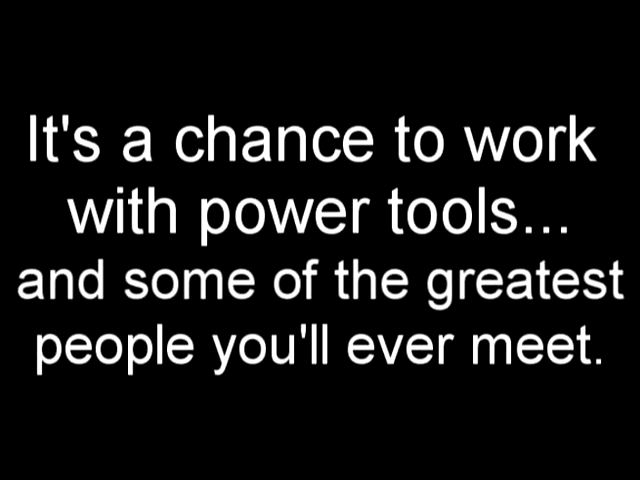 It's a chance to work
with power tools...
and some of the greatest
people you'll ever meet.